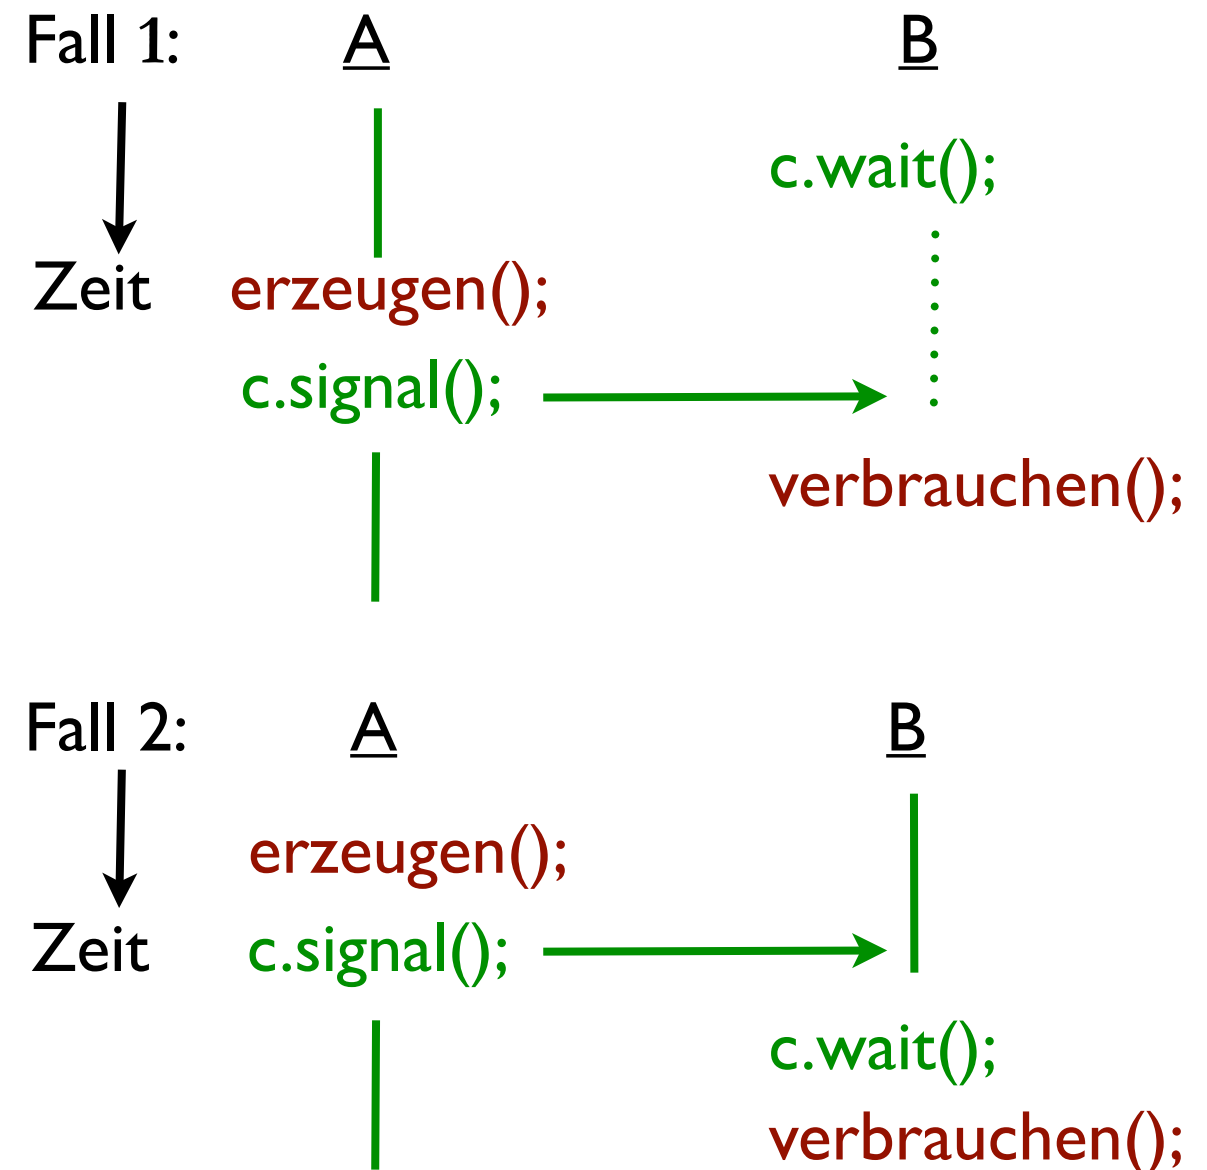 Fall 1: A B
c.wait();
Zeit erzeugen();
c.signal();
verbrauchen();
Fall 2: A B
erzeugen();
Zeit c.signal();
c.wait();
verbrauchen();